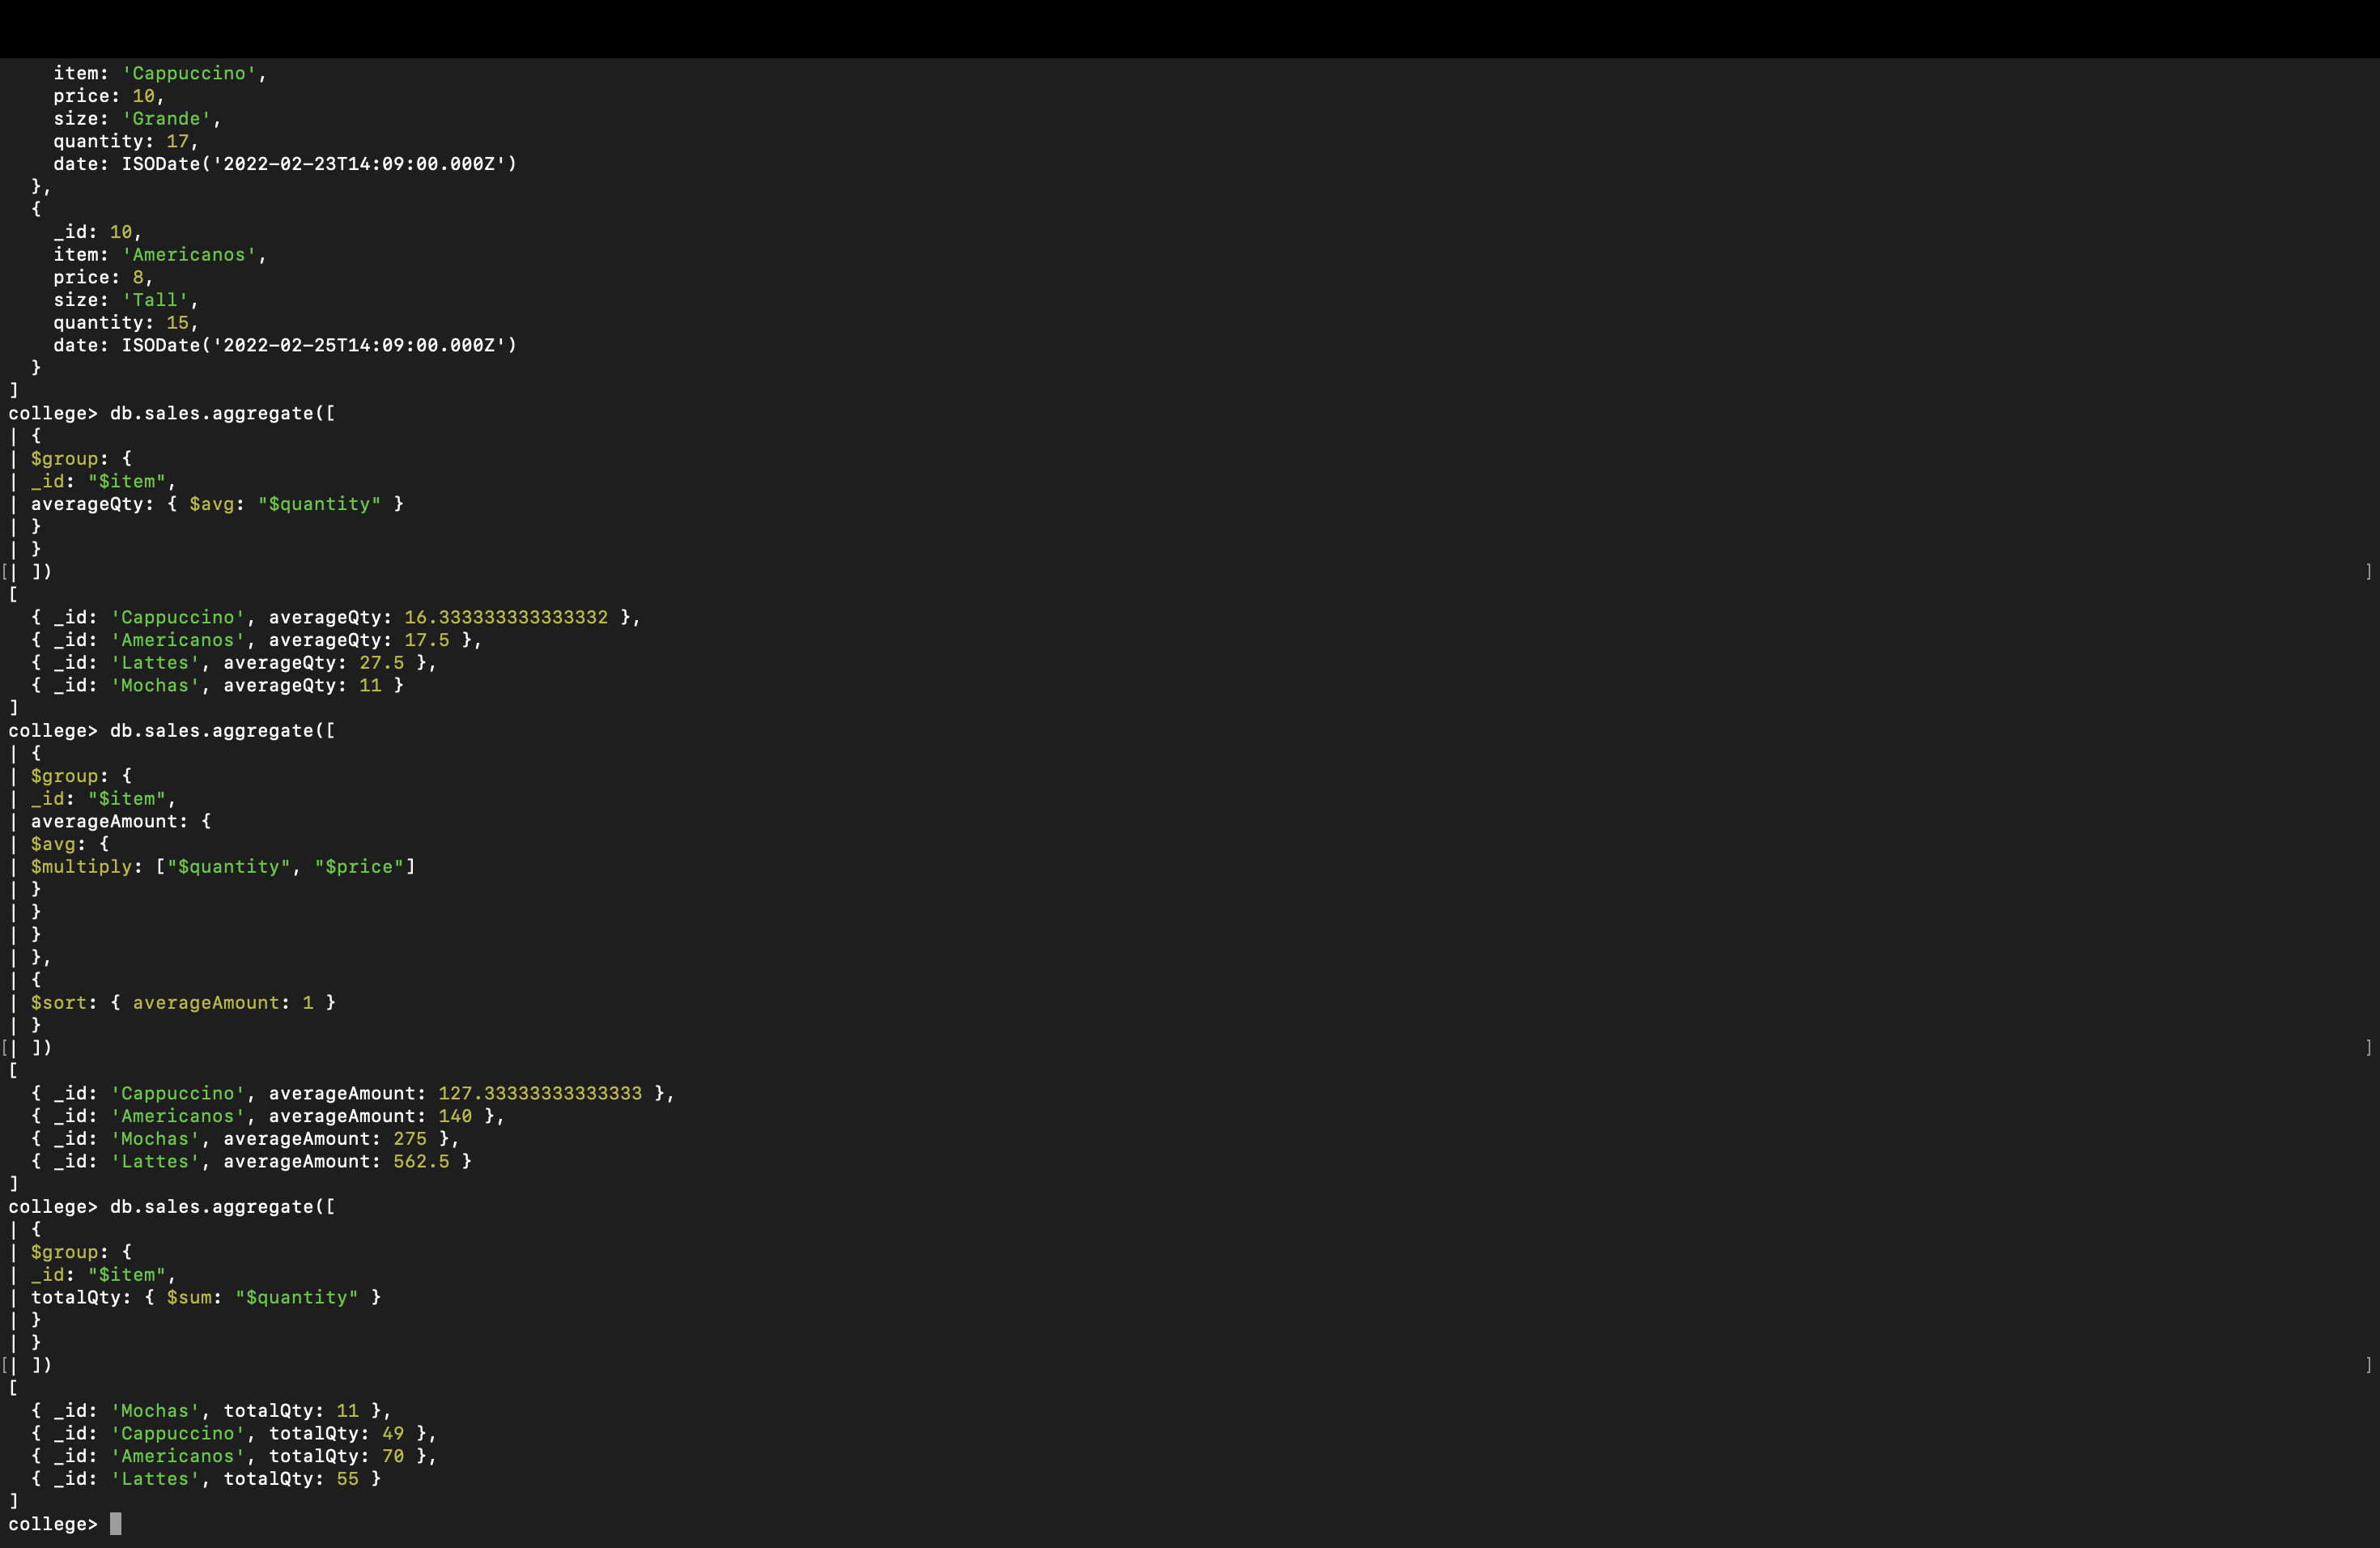 item: 'Cappuccino',
    price: 10,
    size: 'Grande',
    quantity: 17,
    date: ISODate('2022-02-23T14:09:00.000Z')
  },
  {
    _id: 10,
    item: 'Americanos',
    price: 8,
    size: 'Tall',
    quantity: 15,
    date: ISODate('2022-02-25T14:09:00.000Z')
  }
]
college> db.sales.aggregate([
| {
| $group: {
| _id: "$item",
| averageQty: { $avg: "$quantity" }
| }
| }
[| ]) ]
[
  { _id: 'Cappuccino', averageQty: 16.333333333333332 },
  { _id: 'Americanos', averageQty: 17.5 },
  { _id: 'Lattes', averageQty: 27.5 },
  { _id: 'Mochas', averageQty: 11 }
]
college> db.sales.aggregate([
| {
| $group: {
| _id: "$item",
| averageAmount: {
| $avg: {
| $multiply: ["$quantity", "$price"]
| }
| }
| }
| },
| {
| $sort: { averageAmount: 1 }
| }
[| ]) ]
[
  { _id: 'Cappuccino', averageAmount: 127.33333333333333 },
  { _id: 'Americanos', averageAmount: 140 },
  { _id: 'Mochas', averageAmount: 275 },
  { _id: 'Lattes', averageAmount: 562.5 }
]
college> db.sales.aggregate([
| {
| $group: {
| _id: "$item",
| totalQty: { $sum: "$quantity" }
| }
| }
[| ]) ]
[
  { _id: 'Mochas', totalQty: 11 },
  { _id: 'Cappuccino', totalQty: 49 },
  { _id: 'Americanos', totalQty: 70 },
  { _id: 'Lattes', totalQty: 55 }
]
college>